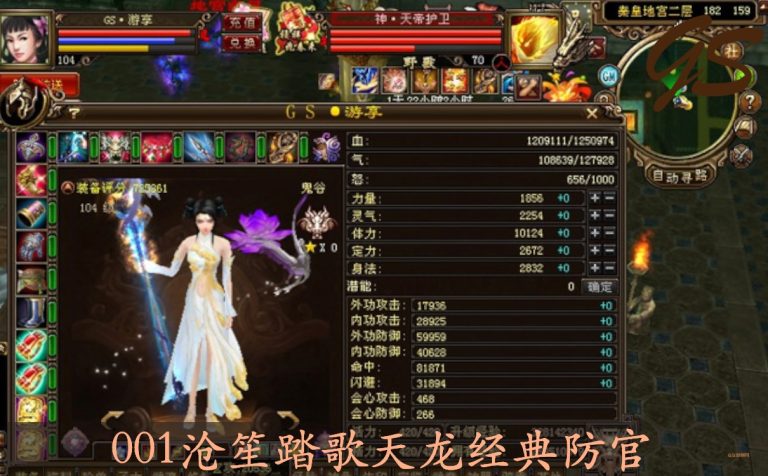 GS·游享
充值
兑换
神·天帝护卫
秦皇地宫二层 182 159
104
野歌
70
GM
自动寻路
GS 游享
血: 1209111/1250974
气: 108639/127928
怒: 656/1000
力量: 1856 +0
灵气: 2254 +0
体力: 10124 +0
定力: 2672 +0
身法: 2832 +0
潜能: 0 确定
外功攻击: 17936 +0
内功攻击: 28925 +0
外功防御: 59959 +0
内功防御: 40628 +0
命中: 81871 +0
闪避: 31894 +0
会心攻击: 468
会心防御: 266
装备评分
104
鬼谷
X 0
001沧笙踏歌天龙经典防官